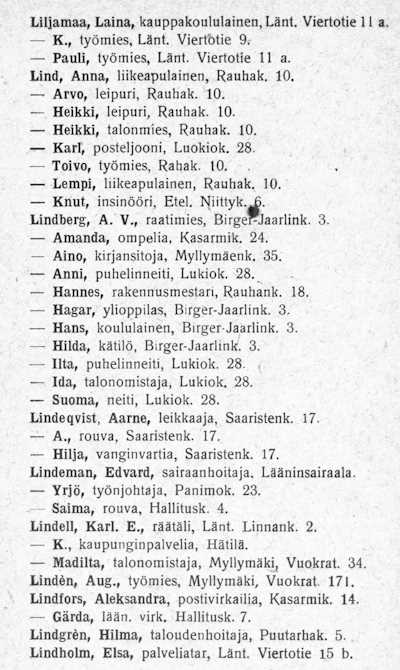 Liljamaa, Laina, kauppakoululainen, Länt. Viertotie 11 a.
— K., työmies, Länt. Viertotie 9.
— Pauli, työmies, Länt. Viertotie 11 a.
Lind, Anna, liikeapulainen, Rauhak. 10.
— Arvo, leipuri, Rauhak. 10.
— Heikki, leipuri, Rauhak. 10.
— Heikki, talonmies, Rauhak. 10.
— Karl, posteljooni, Luokiok. 28.
— Toivo, työmies, Rahak. 10.
— Lempi, liikeapulainen, Rauhak. 10.
— Knut, insinööri, Etel. Niittyk. 6.
Lindberg, A. V., raatimies, Birger-Jaarlink. 3.
— Amanda, ompelia, Kasarmik. 24.
— Aino, kirjansitoja, Myllymäenk. 35.
— Anni, puhelinneiti, Lukiok. 28.
— Hannes, rakennusmestari, Rauhank. 18.
— Hagar, ylioppilas, Birger-Jaarlink. 3.
— Hans, koululainen, Birger-Jaarlink. 3.
— Hilda, kätilö, Birger-Jaarlink. 3.
— Ilta, puhelinneiti, Lukiok. 28.
— Ida, talonomistaja, Lukiok. 28.
— Suoma, neiti, Lukiok. 28.
Lindeqvist, Aarne, leikkaaja, Saaristenk. 17.
— A., rouva, Saaristenk. 17.
— Hilja, vanginvartia, Saaristenk. 17.
Lindeman, Edvard, sairaanhoitaja. Lääninsairaala.
— Yrjö, työnjohtaja, Panimok. 23.
— Saima, rouva, Hallitusk. 4.
Lindell, Karl. E., räätäli, Länt. Linnank. 2.
— K., kaupunginpalvelia, Hätilä.
— Madilta, talonomistaja, Myllymäki, Vuokrat. 34.
Lindèn, Aug., työmies, Myllymäki, Vuokrat. 171.
Lindfors, Aleksandra, postivirkailia, Kasarmik. 14.
— Gärda, lään. virk. Hallitusk. 7.
Lindgrèn, Hilma, taloudenhoitaja, Puutarhak. 5.
Lindholm, Elsa, palveliatar, Länt. Viertotie 15 b.